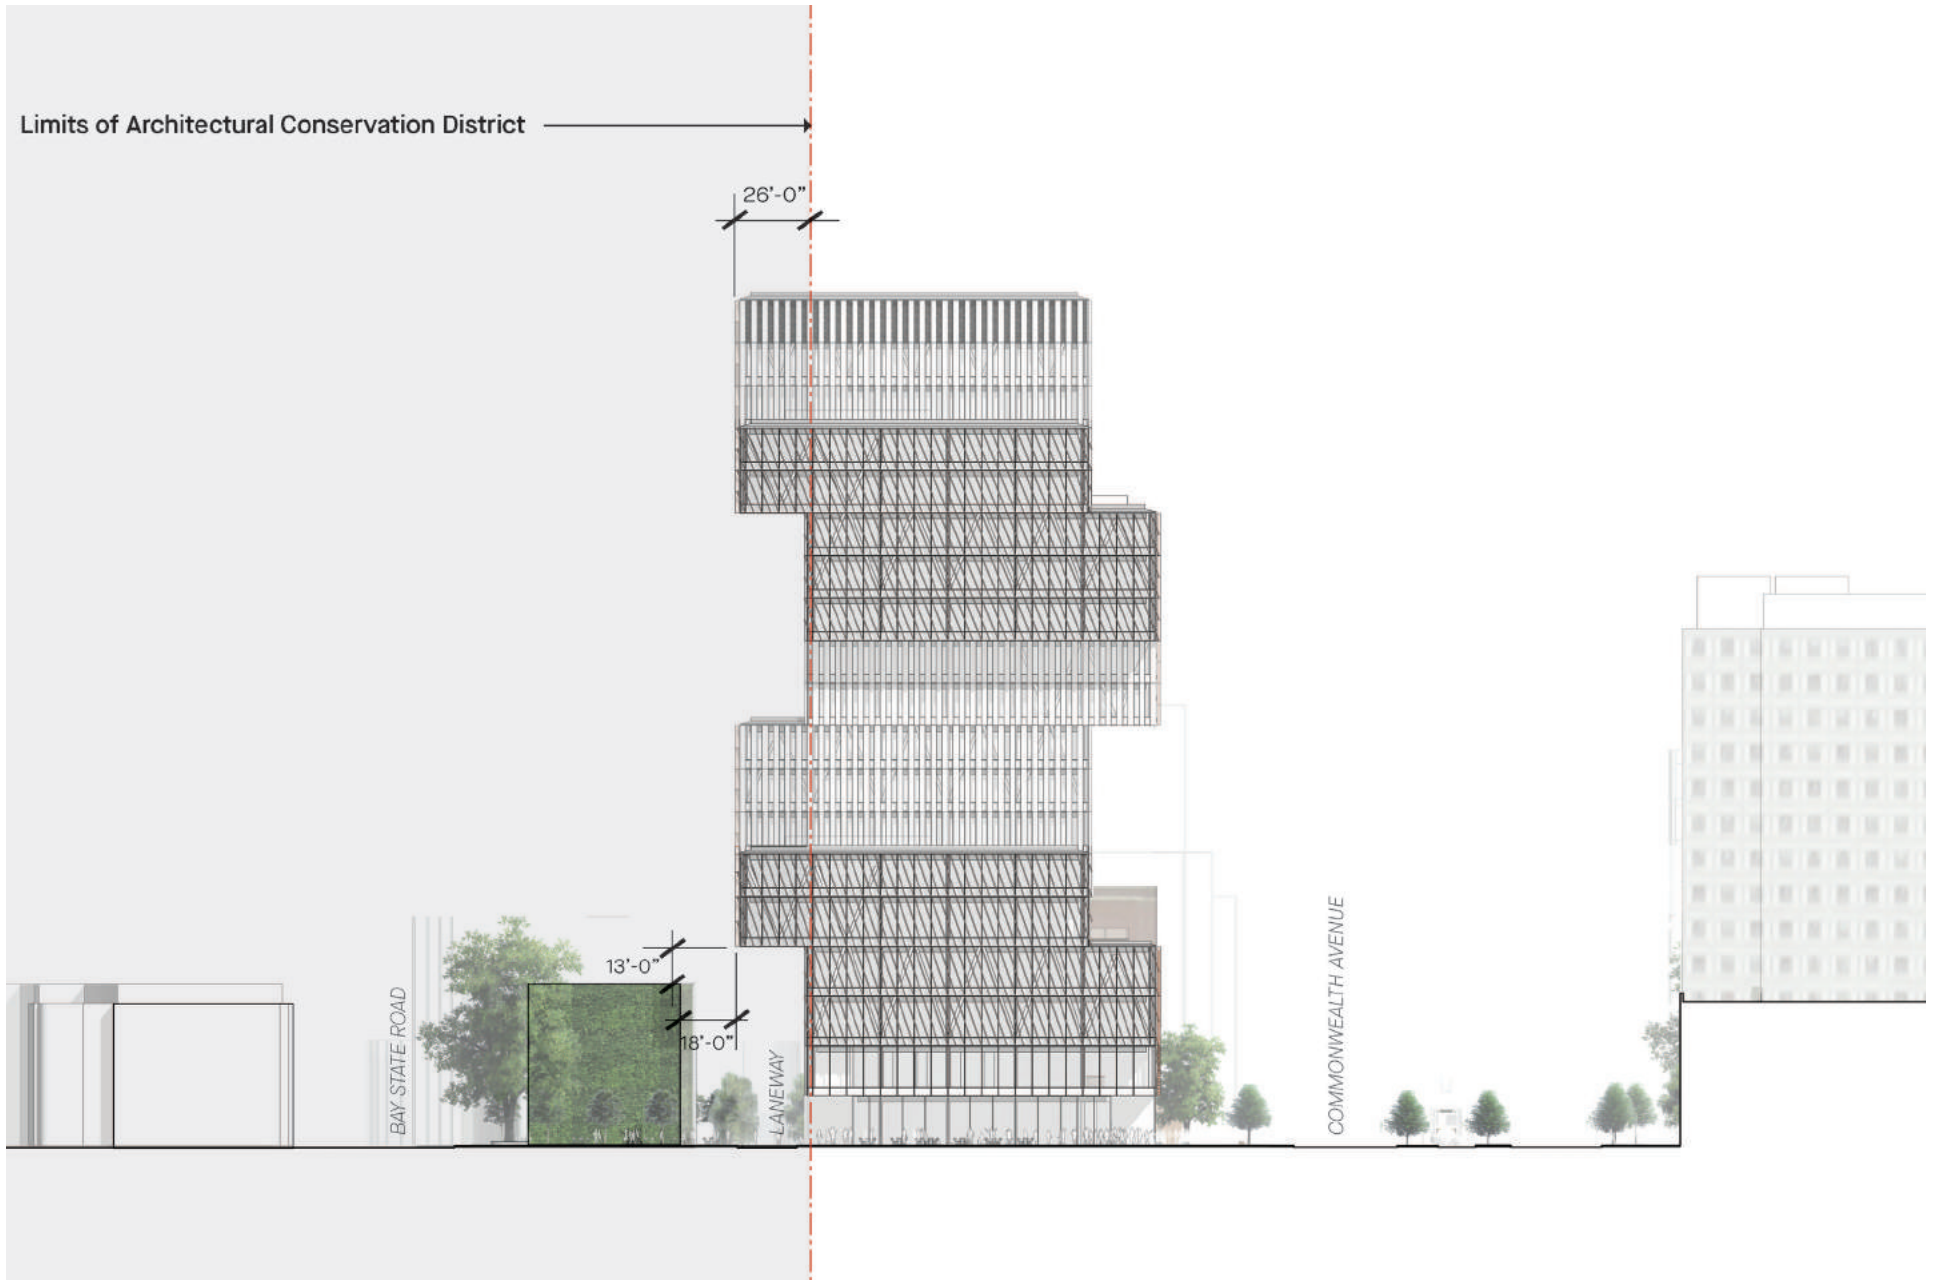 Limits of Architectural Conservation District
26'-0"
13'-0"
18'-0"
BAY STATE ROAD
LANEWAY
COMMONWEALTH AVENUE